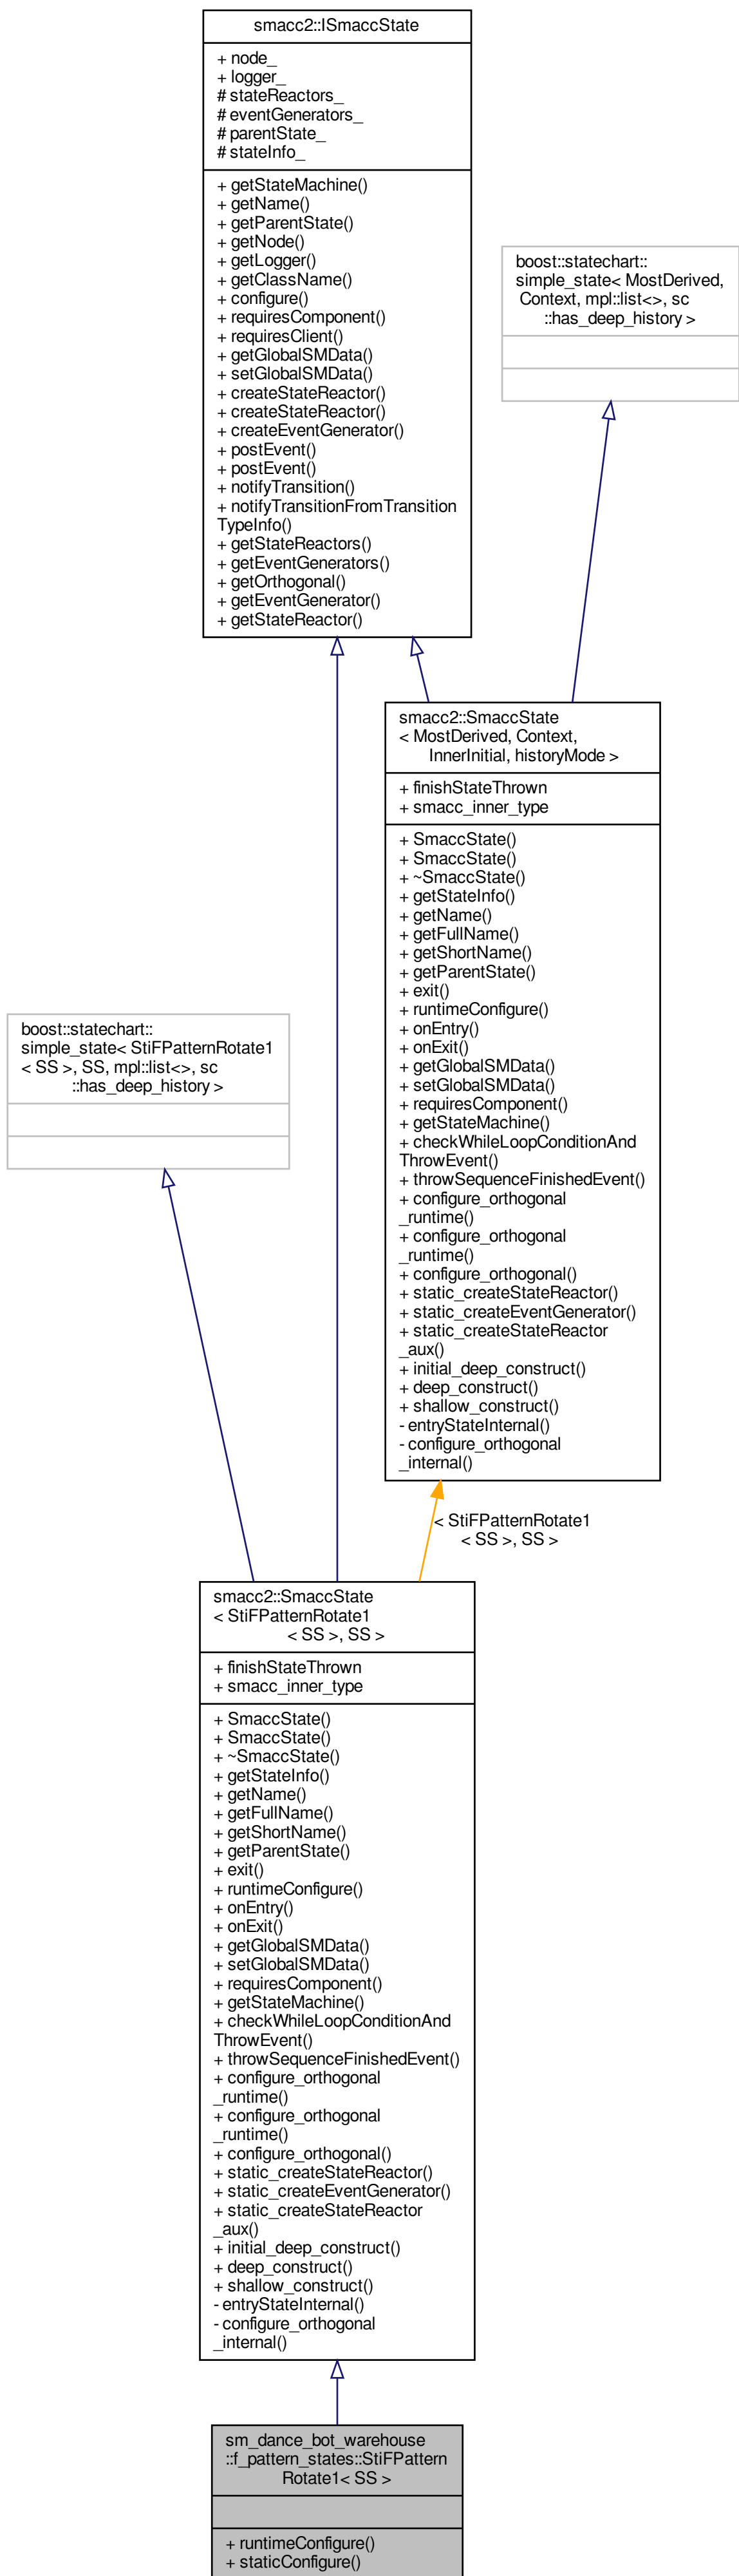 smacc2::ISmaccState
+ node_
+ logger_
# stateReactors_
# eventGenerators_
# parentState_
# stateInfo_
+ getStateMachine()
+ getName()
+ getParentState()
+ getNode()
+ getLogger()
+ getClassName()
+ configure()
+ requiresComponent()
+ requiresClient()
+ getGlobalSMData()
+ setGlobalSMData()
+ createStateReactor()
+ createStateReactor()
+ createEventGenerator()
+ postEvent()
+ postEvent()
+ notifyTransition()
+ notifyTransitionFromTransition
TypeInfo()
+ getStateReactors()
+ getEventGenerators()
+ getOrthogonal()
+ getEventGenerator()
+ getStateReactor()
boost::statechart::
simple_state< MostDerived,
Context, mpl::list<>, sc
::has_deep_history >
smacc2::SmaccState
< MostDerived, Context,
InnerInitial, historyMode >
+ finishStateThrown
+ smacc_inner_type
+ SmaccState()
+ SmaccState()
+ ~SmaccState()
+ getStateInfo()
+ getName()
+ getFullName()
+ getShortName()
+ getParentState()
+ exit()
+ runtimeConfigure()
+ onEntry()
+ onExit()
+ getGlobalSMData()
+ setGlobalSMData()
+ requiresComponent()
+ getStateMachine()
+ checkWhileLoopConditionAnd
ThrowEvent()
+ throwSequenceFinishedEvent()
+ configure_orthogonal
_runtime()
+ configure_orthogonal
_runtime()
+ configure_orthogonal()
+ static_createStateReactor()
+ static_createEventGenerator()
+ static_createStateReactor
_aux()
+ initial_deep_construct()
+ deep_construct()
+ shallow_construct()
- entryStateInternal()
- configure_orthogonal
_internal()
boost::statechart::
simple_state< StiFPatternRotate1
< SS >, SS, mpl::list<>, sc
::has_deep_history >
< StiFPatternRotate1
< SS >, SS >
smacc2::SmaccState
< StiFPatternRotate1
< SS >, SS >
+ finishStateThrown
+ smacc_inner_type
+ SmaccState()
+ SmaccState()
+ ~SmaccState()
+ getStateInfo()
+ getName()
+ getFullName()
+ getShortName()
+ getParentState()
+ exit()
+ runtimeConfigure()
+ onEntry()
+ onExit()
+ getGlobalSMData()
+ setGlobalSMData()
+ requiresComponent()
+ getStateMachine()
+ checkWhileLoopConditionAnd
ThrowEvent()
+ throwSequenceFinishedEvent()
+ configure_orthogonal
_runtime()
+ configure_orthogonal
_runtime()
+ configure_orthogonal()
+ static_createStateReactor()
+ static_createEventGenerator()
+ static_createStateReactor
_aux()
+ initial_deep_construct()
+ deep_construct()
+ shallow_construct()
- entryStateInternal()
- configure_orthogonal
_internal()
sm_dance_bot_warehouse
::f_pattern_states::StiFPattern
Rotate1< SS >
+ runtimeConfigure()
+ staticConfigure()